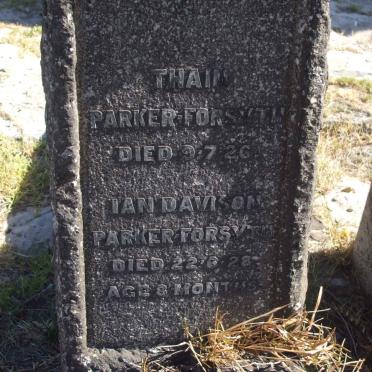 THAIN
PARKER-FORSYTH
DIED 9-7-26.
IAN DAVISON
PARKER-FORSYTH
DIED 22-6-28.
AGE 8 MONTHS